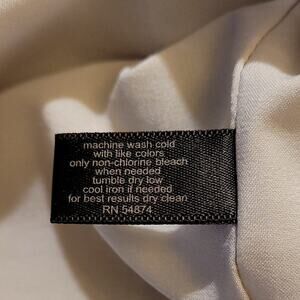 machine wash cold
with like colors
only non-chlorine bleach
when needed
tumble dry low
cool iron if needed
for best results dry clean
RN 54874